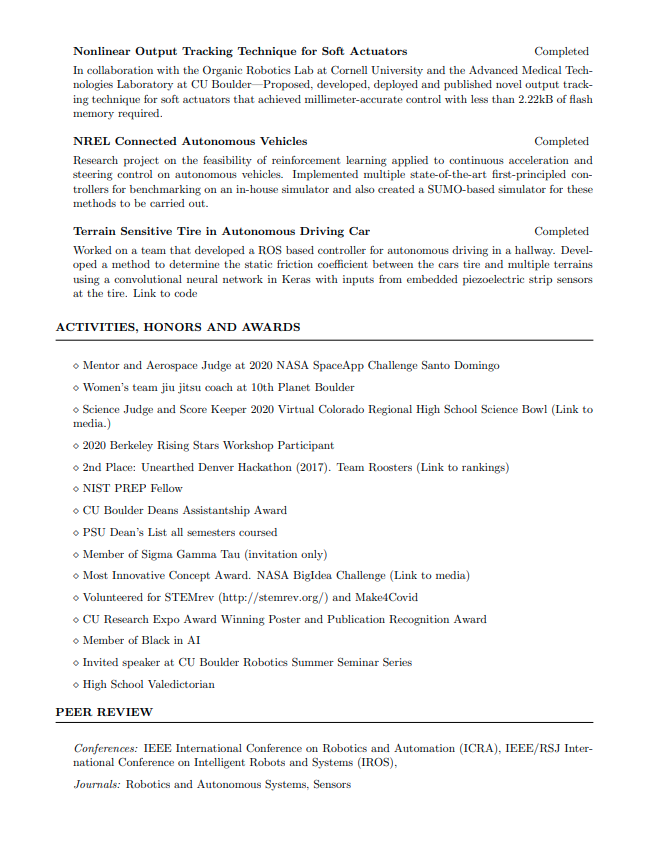 Nonlinear Output Tracking Technique for Soft Actuators Completed
In collaboration with the Organic Robotics Lab at Cornell University and the Advanced Medical Tech-
nologies Laboratory at CU Boulder—Proposed, developed, deployed and published novel output track-
ing technique for soft actuators that achieved millimeter-accurate control with less than 2.22kB of flash
memory required.
NREL Connected Autonomous Vehicles Completed
Research project on the feasibility of reinforcement learning applied to continuous acceleration and
steering control on autonomous vehicles. Implemented multiple state-of-the-art first-principled con-
trollers for benchmarking on an in-house simulator and also created a SUMO-based simulator for these
methods to be carried out.
Terrain Sensitive Tire in Autonomous Driving Car Completed
Worked on a team that developed a ROS based controller for autonomous driving in a hallway. Devel-
oped a method to determine the static friction coefficient between the cars tire and multiple terrains
using a convolutional neural network in Keras with inputs from embedded piezoelectric strip sensors
at the tire. Link to code
ACTIVITIES, HONORS AND AWARDS
⋄ Mentor and Aerospace Judge at 2020 NASA SpaceApp Challenge Santo Domingo
⋄ Women's team jiu jitsu coach at 10th Planet Boulder
⋄ Science Judge and Score Keeper 2020 Virtual Colorado Regional High School Science Bowl (Link to
media.)
⋄ 2020 Berkeley Rising Stars Workshop Participant
⋄ 2nd Place: Unearthed Denver Hackathon (2017). Team Roosters (Link to rankings)
⋄ NIST PREP Fellow
⋄ CU Boulder Deans Assistantship Award
⋄ PSU Dean's List all semesters coursed
⋄ Member of Sigma Gamma Tau (invitation only)
⋄ Most Innovative Concept Award. NASA BigIdea Challenge (Link to media)
⋄ Volunteered for STEMrev (http://stemrev.org/) and Make4Covid
⋄ CU Research Expo Award Winning Poster and Publication Recognition Award
⋄ Member of Black in AI
⋄ Invited speaker at CU Boulder Robotics Summer Seminar Series
⋄ High School Valedictorian
PEER REVIEW
Conferences: IEEE International Conference on Robotics and Automation (ICRA), IEEE/RSJ Inter-
national Conference on Intelligent Robots and Systems (IROS),
Journals: Robotics and Autonomous Systems, Sensors